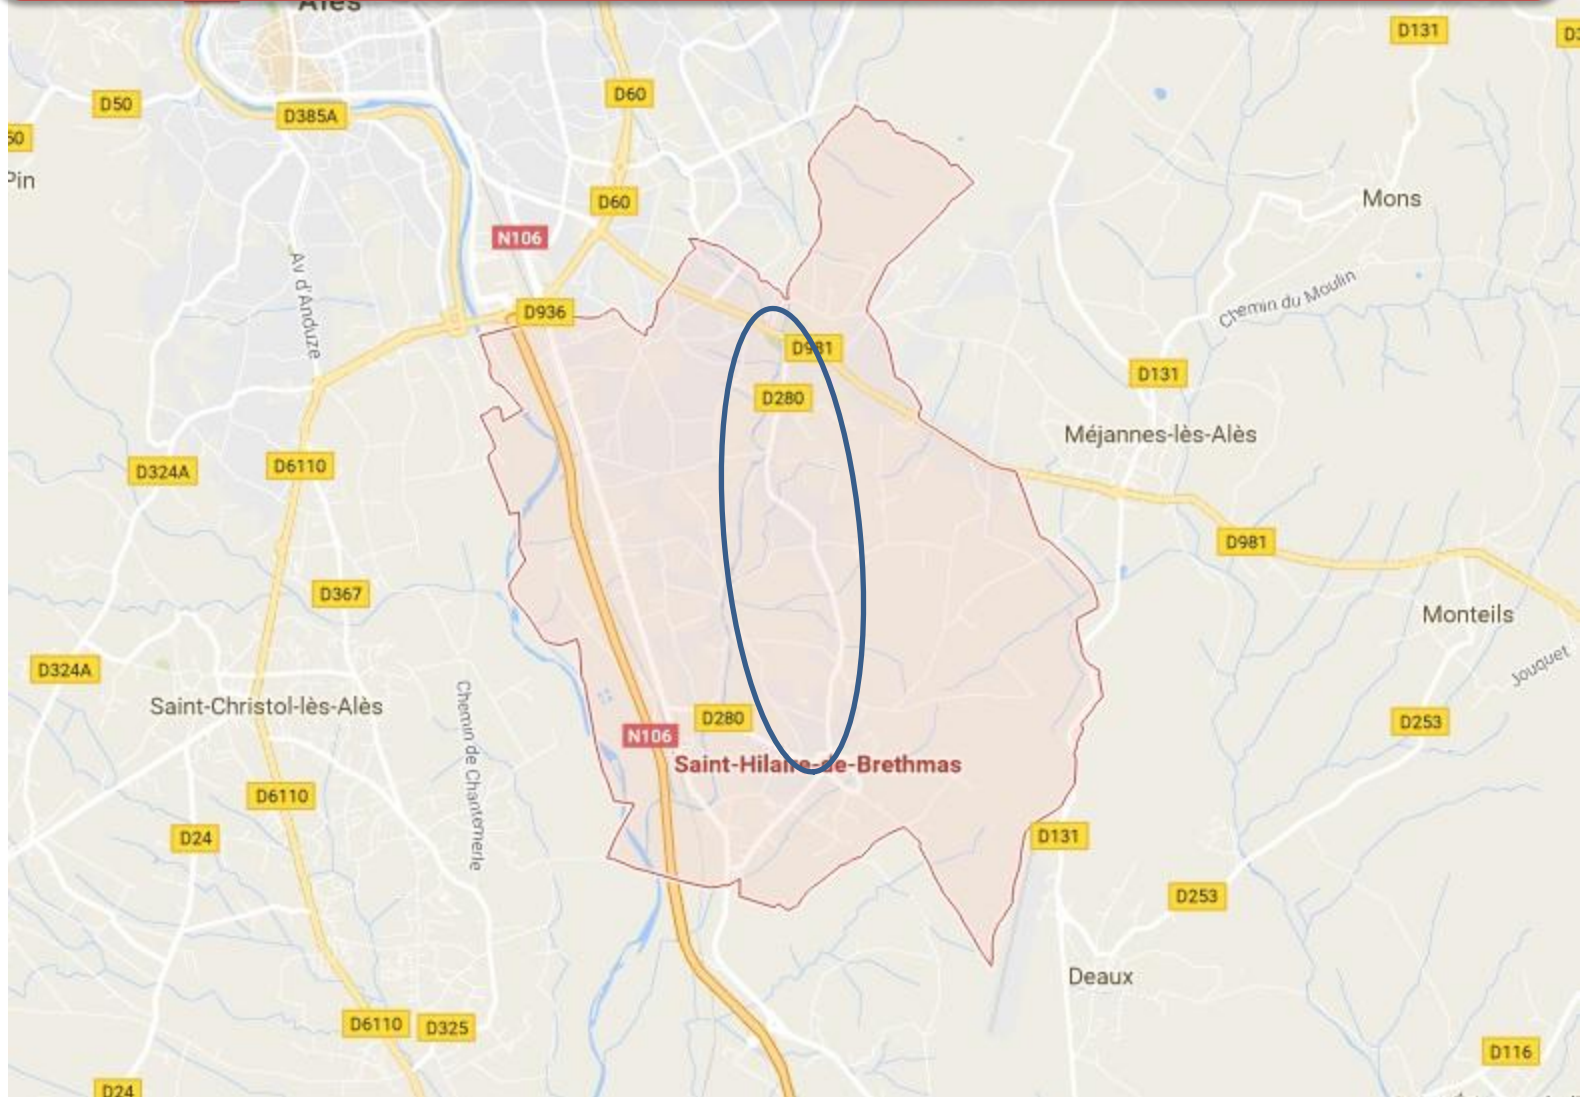 Alès
D131
D50
D60
D385A
Pin
Mons
D60
N106
Av d'Anduze
Chemin du Moulin
D936
D981
D131
D280
Méjannes-lès-Alès
D324A
D6110
D981
D367
Monteils
D324A
Jouquet
Saint-Christol-lès-Alès
Chemin de Chantemerle
D280
D253
N106
Saint-Hilaire-de-Brethmas
D6110
D24
D131
D253
Deaux
D6110
D325
D116
D24